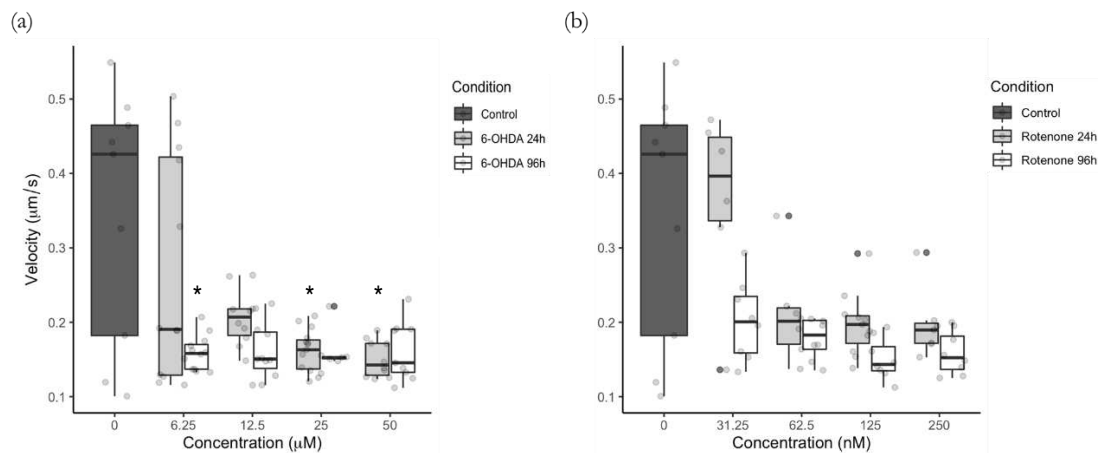 (a)
Velocity (μm/s)
0.5
0.4
0.3
0.2
0.1
* * *
0 6.25 12.5 25 50
Concentration (μM)
Condition
Control
6-OHDA 24h
6-OHDA 96h
(b)
0.5
0.4
0.3
0.2
0.1
0 31.25 62.5 125 250
Concentration (nM)
Condition
Control
Rotenone 24h
Rotenone 96h